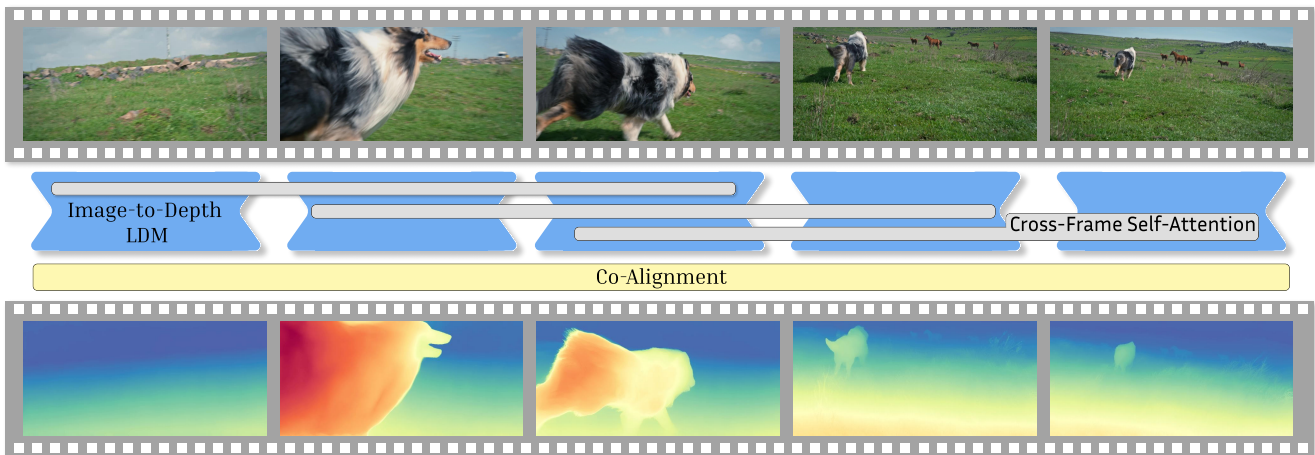 Image-to-Depth
LDM
Cross-Frame Self-Attention
Co-Alignment